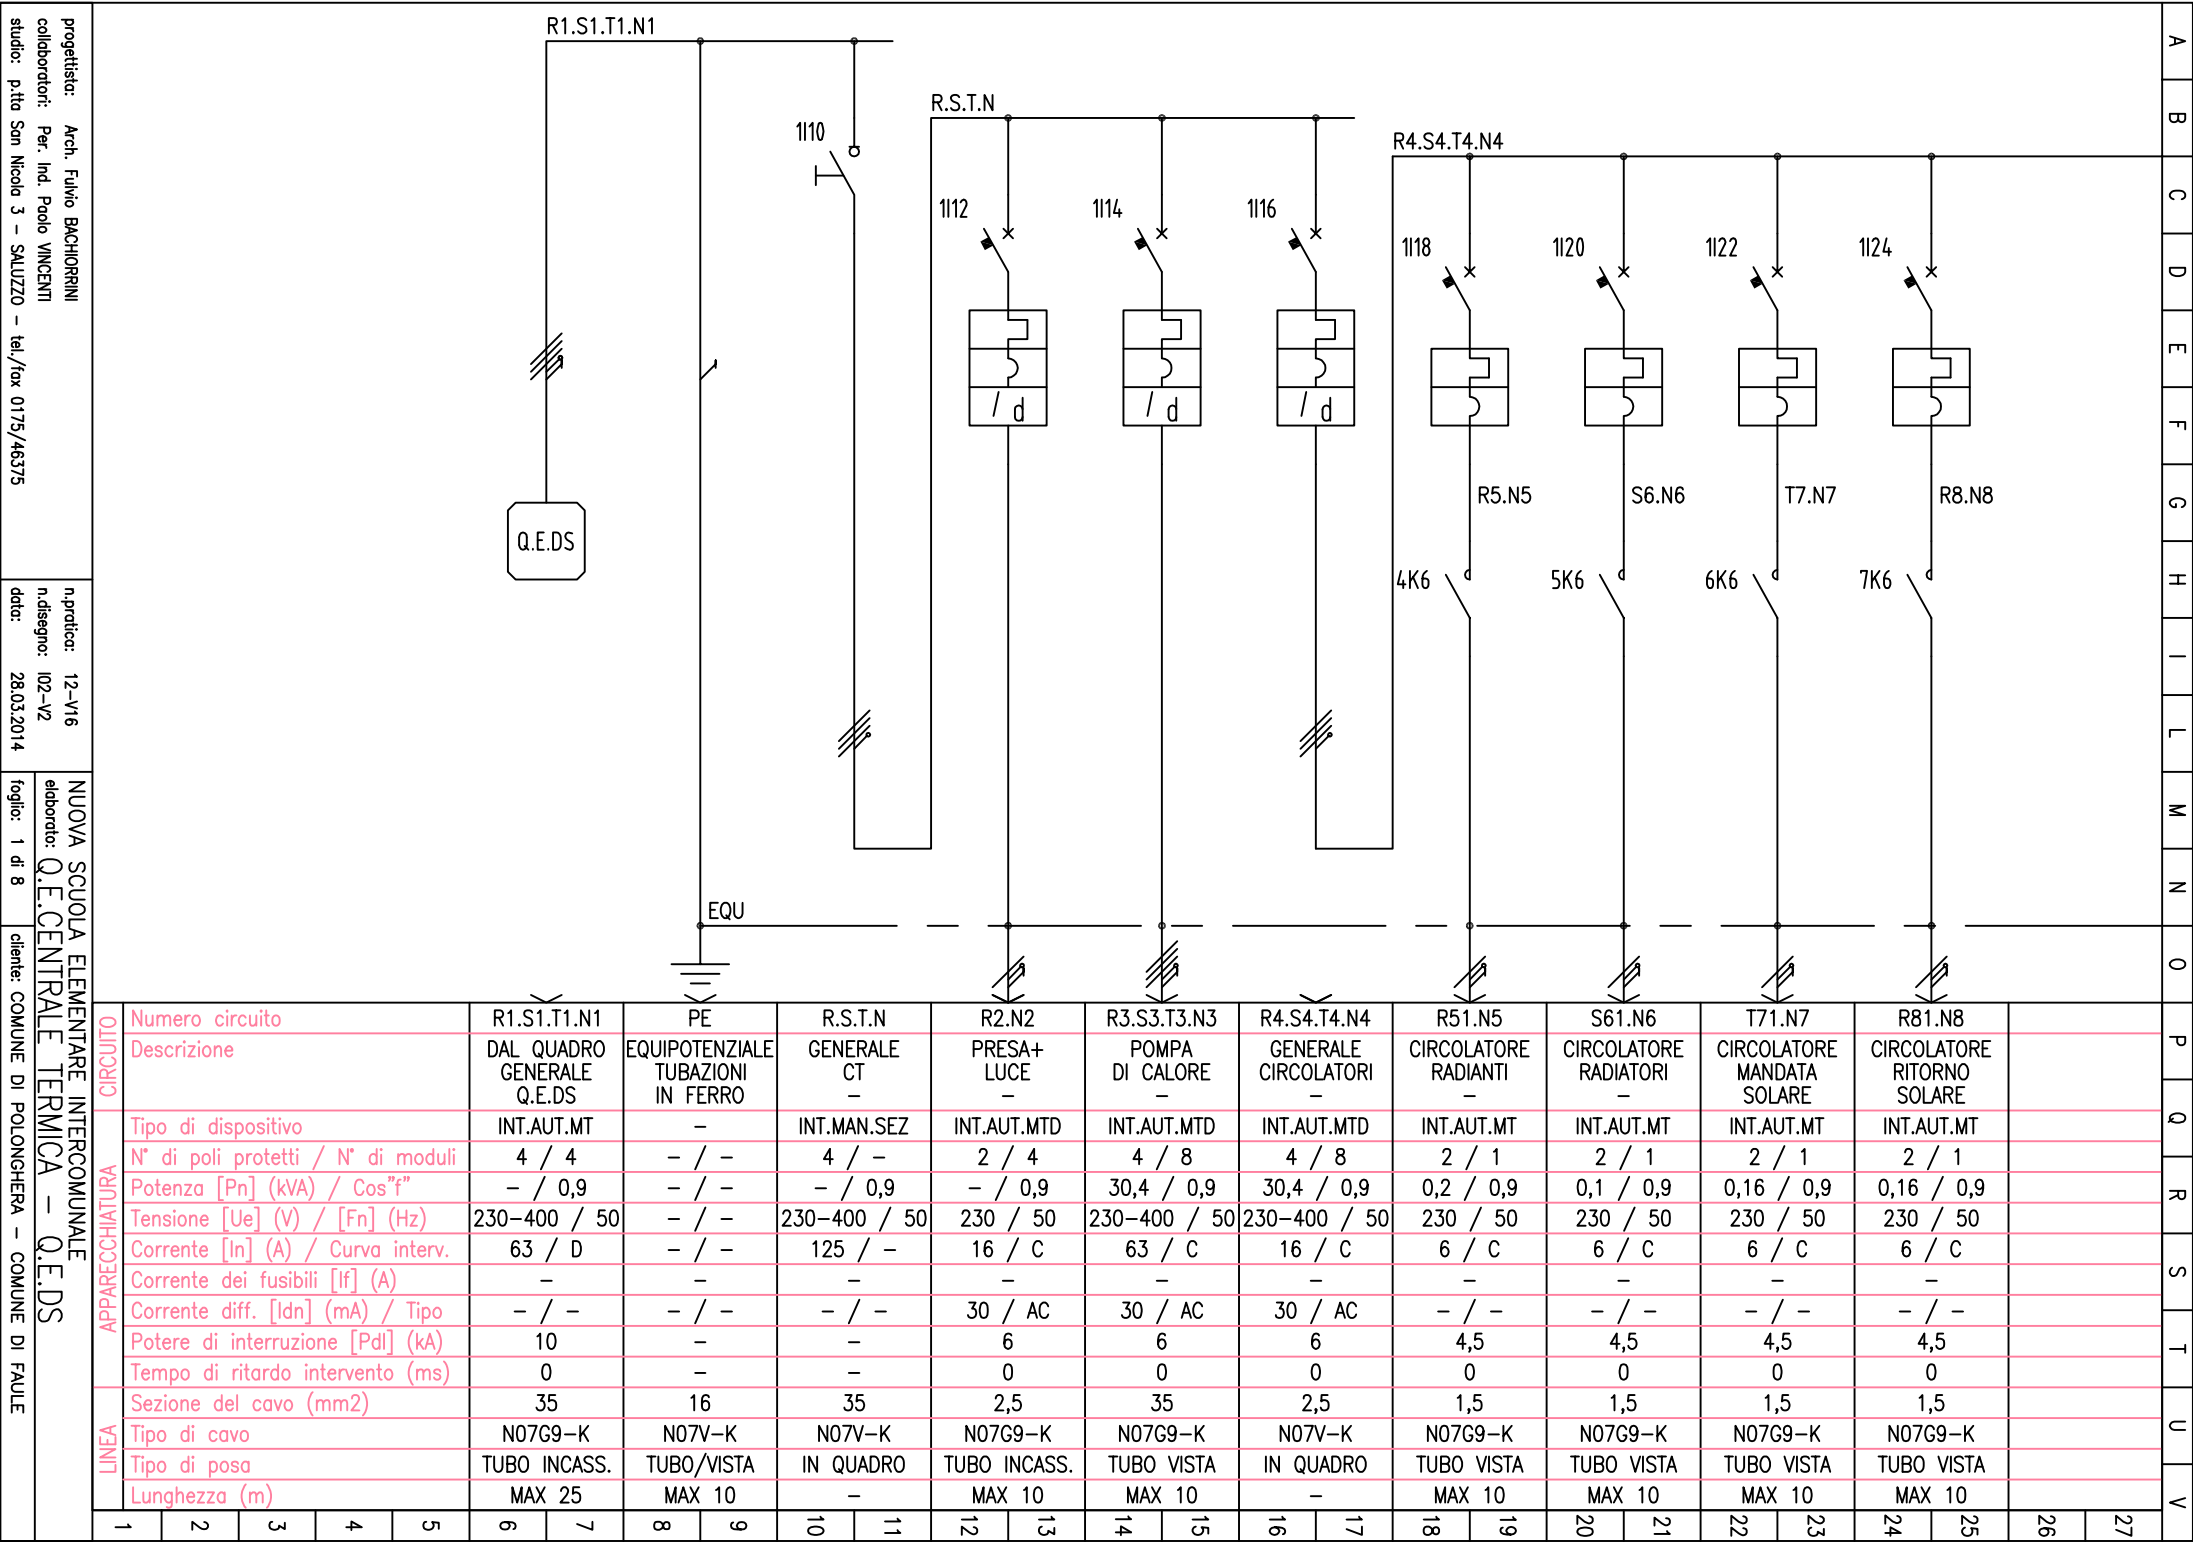 R1.S1.T1.N1
R.S.T.N
R4.S4.T4.N4
1I10
1I12
1I14
1I16
1I18
1I20
1I22
1I24
R5.N5
S6.N6
T7.N7
R8.N8
Q.E.DS
4K6
5K6
6K6
7K6
EQU
CIRCUITO
Numero circuito R1.S1.T1.N1 PE R.S.T.N R2.N2 R3.S3.T3.N3 R4.S4.T4.N4 R51.N5 S61.N6 T71.N7 R81.N8
Descrizione DAL QUADRO EQUIPOTENZIALE GENERALE PRESA+ POMPA GENERALE CIRCOLATORE CIRCOLATORE CIRCOLATORE CIRCOLATORE
GENERALE TUBAZIONI CT LUCE DI CALORE CIRCOLATORI RADIANTI RADIATORI MANDATA RITORNO
Q.E.DS IN FERRO - - - - - - SOLARE SOLARE
APPARECCHIATURA
Tipo di dispositivo INT.AUT.MT - INT.MAN.SEZ INT.AUT.MTD INT.AUT.MTD INT.AUT.MTD INT.AUT.MT INT.AUT.MT INT.AUT.MT INT.AUT.MT
N° di poli protetti / N° di moduli 4 / 4 - / - 4 / - 2 / 4 4 / 8 4 / 8 2 / 1 2 / 1 2 / 1 2 / 1
Potenza [Pn] (kVA) / Cos"f" - / 0,9 - / - - / 0,9 - / 0,9 30,4 / 0,9 30,4 / 0,9 0,2 / 0,9 0,1 / 0,9 0,16 / 0,9 0,16 / 0,9
Tensione [Ue] (V) / [Fn] (Hz) 230-400 / 50 - / - 230-400 / 50 230 / 50 230-400 / 50 230-400 / 50 230 / 50 230 / 50 230 / 50 230 / 50
Corrente [In] (A) / Curva interv. 63 / D - / - 125 / - 16 / C 63 / C 16 / C 6 / C 6 / C 6 / C 6 / C
Corrente dei fusibili [If] (A) - - - - - - - - - -
Corrente diff. [Idn] (mA) / Tipo - / - - / - - / - 30 / AC 30 / AC 30 / AC - / - - / - - / - - / -
Potere di interruzione [PdI] (kA) 10 - - 6 6 6 4,5 4,5 4,5 4,5
Tempo di ritardo intervento (ms) 0 - - 0 0 0 0 0 0 0
LINEA
Sezione del cavo (mm2) 35 16 35 2,5 35 2,5 1,5 1,5 1,5 1,5
Tipo di cavo N07G9-K N07V-K N07V-K N07G9-K N07G9-K N07V-K N07G9-K N07G9-K N07G9-K N07G9-K
Tipo di posa TUBO INCASS. TUBO/VISTA IN QUADRO TUBO INCASS. TUBO VISTA IN QUADRO TUBO VISTA TUBO VISTA TUBO VISTA TUBO VISTA
Lunghezza (m) MAX 25 MAX 10 - MAX 10 MAX 10 - MAX 10 MAX 10 MAX 10 MAX 10
1 2 3 4 5 6 7 8 9 10 11 12 13 14 15 16 17 18 19 20 21 22 23 24 25 26 27
A B C D E F G H I L M N O P Q R S T U V
/ d
/ d
/ d
progettista: Arch. Fulvio BACHIORRINI
collaboratori: Per. Ind. Paolo VINCENTI
studio: p.tta San Nicola 3 - SALUZZO - tel./fax 0175/46375
n.pratica: 12-V16
n.disegno: I02-V2
data: 28.03.2014
NUOVA SCUOLA ELEMENTARE INTERCOMUNALE
elaborato: Q.E.CENTRALE TERMICA - Q.E.DS
foglio: 1 di 8
cliente: COMUNE DI POLONGHERA - COMUNE DI FAULE